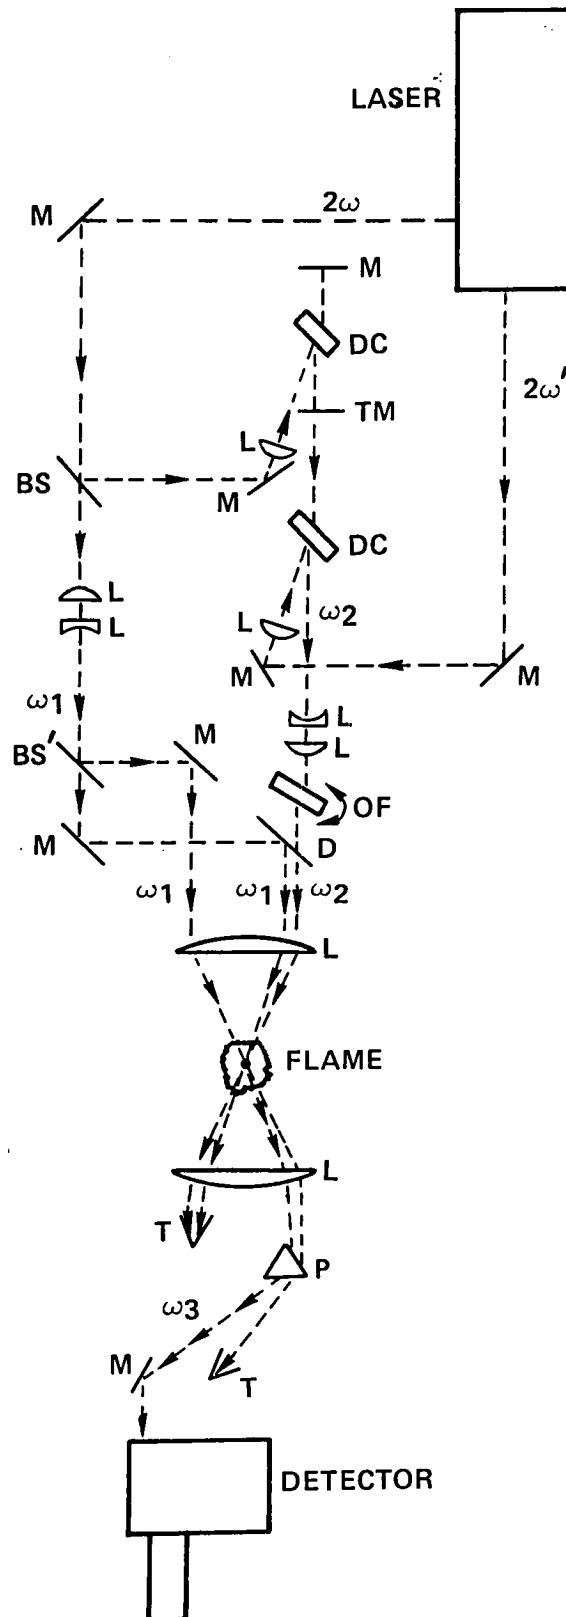 LASER
M
2ω
M
DC
2ω'
TM
L
BS
M
DC
L
ω2
L
L
M
M
ω1
L
M
L
BS'
OF
M
D
ω1
ω1
ω2
L
FLAME
L
T
P
ω3
M
T
DETECTOR